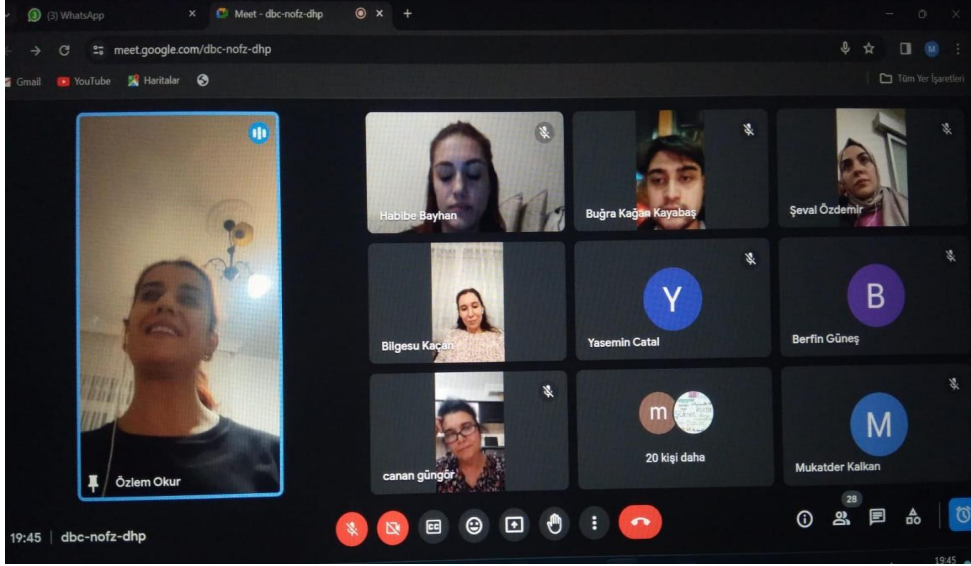 (3) WhatsApp
Meet - dbc-nofz-dhp
meet.google.com/dbc-nofz-dhp
M
Gmail
YouTube
Haritalar
Tüm Yer İşaretleri
Habibe Bayhan
Buğra Kağan Kayabaş
Şeval Özdemir
Bilgesu Kaçan
Y
Yasemin Catal
B
Berfin Güneş
Özlem Okur
canan güngör
m
20 kişi daha
M
Mukatder Kalkan
19:45
dbc-nofz-dhp
CC
28
19:45